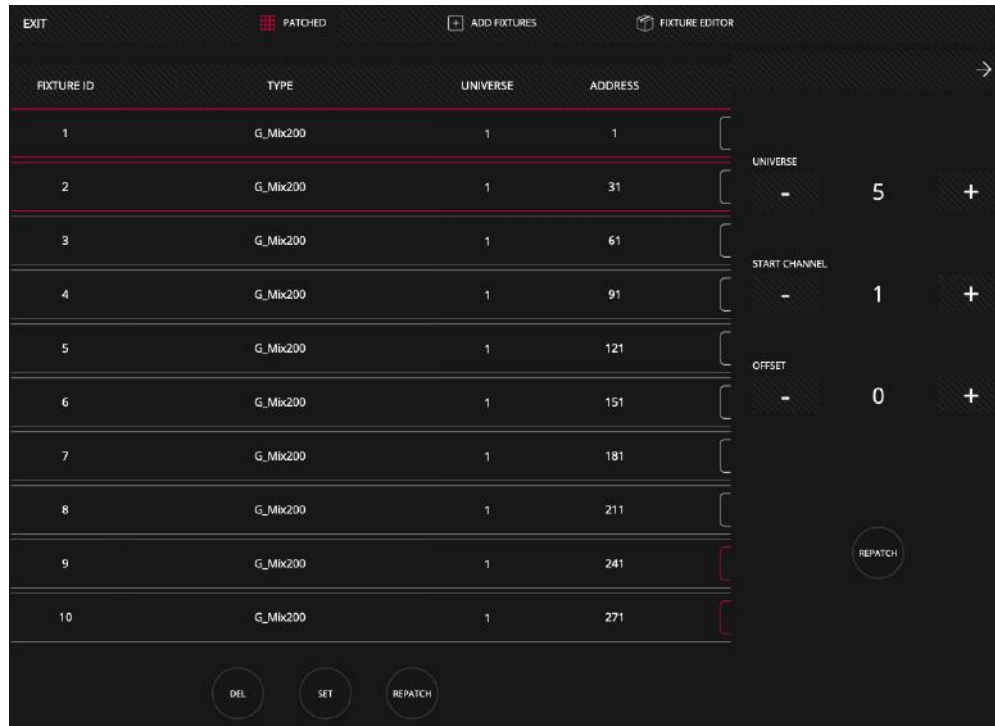 EXIT PATCHED + ADD FIXTURES FIXTURE EDITOR
FIXTURE ID TYPE UNIVERSE ADDRESS →
1 G_Mix200 1 1
2 G_Mix200 1 31
3 G_Mix200 1 61
4 G_Mix200 1 91
5 G_Mix200 1 121
6 G_Mix200 1 151
7 G_Mix200 1 181
8 G_Mix200 1 211
9 G_Mix200 1 241
10 G_Mix200 1 271
UNIVERSE
- 5 +
START CHANNEL
- 1 +
OFFSET
- 0 +
REPATCH
DEL SET REPATCH